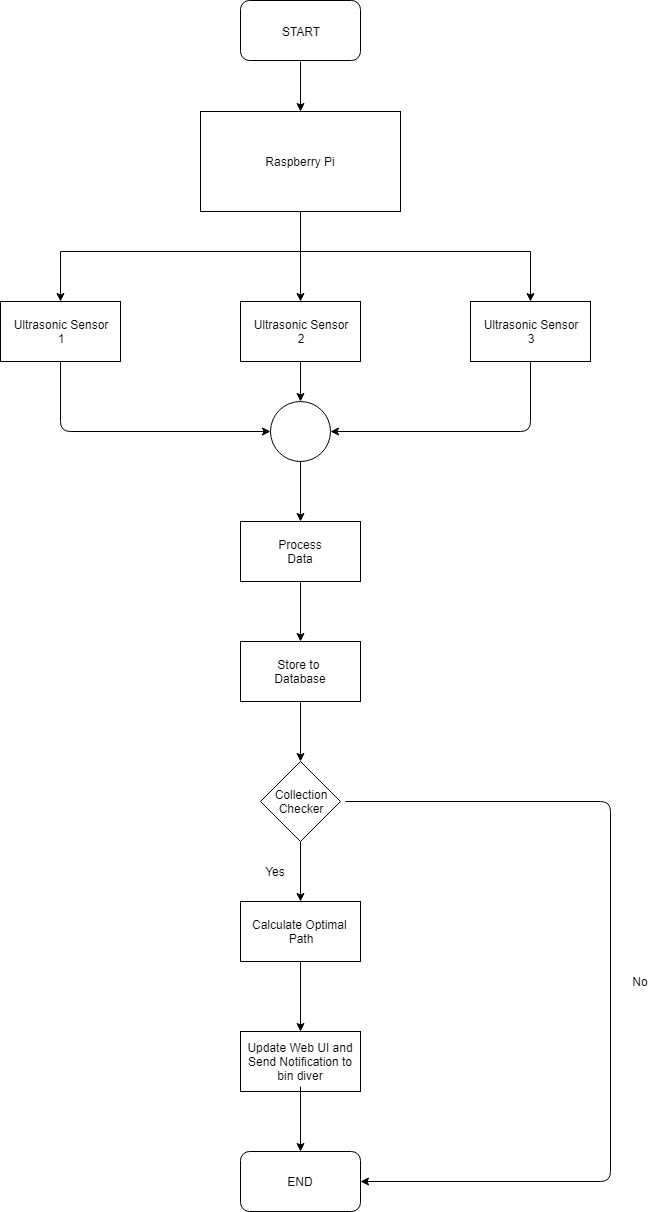 START
Raspberry Pi
Ultrasonic Sensor
1
Ultrasonic Sensor
2
Ultrasonic Sensor
3
Process
Data
Store to
Database
Collection
Checker
Yes
Calculate Optimal
Path
No
Update Web UI and
Send Notification to
bin diver
END